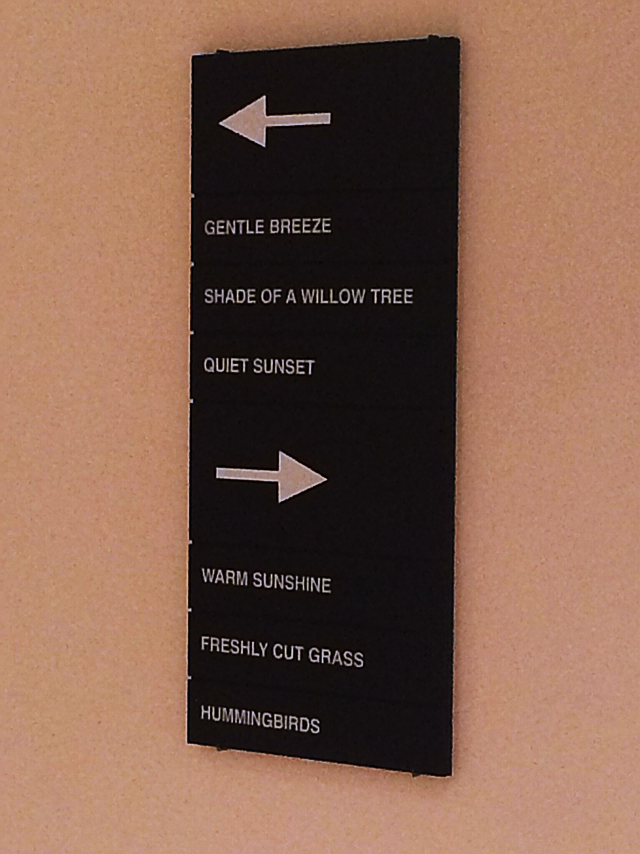 GENTLE BREEZE
SHADE OF A WILLOW TREE
QUIET SUNSET
WARM SUNSHINE
FRESHLY CUT GRASS
HUMMINGBIRDS